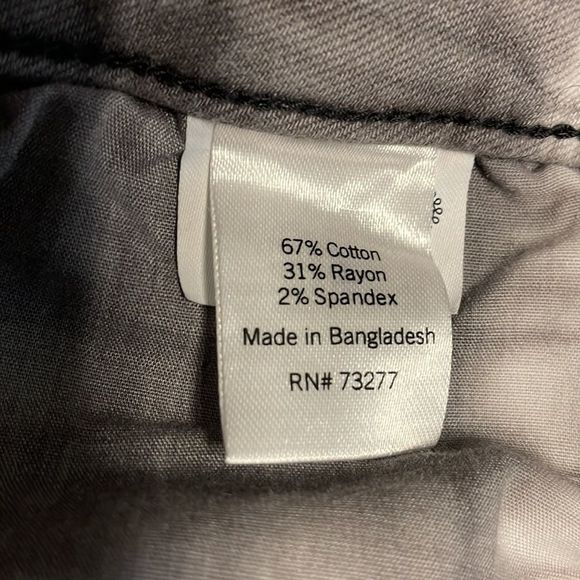 67% Cotton
31% Rayon
2% Spandex
Made in Bangladesh
RN# 73277